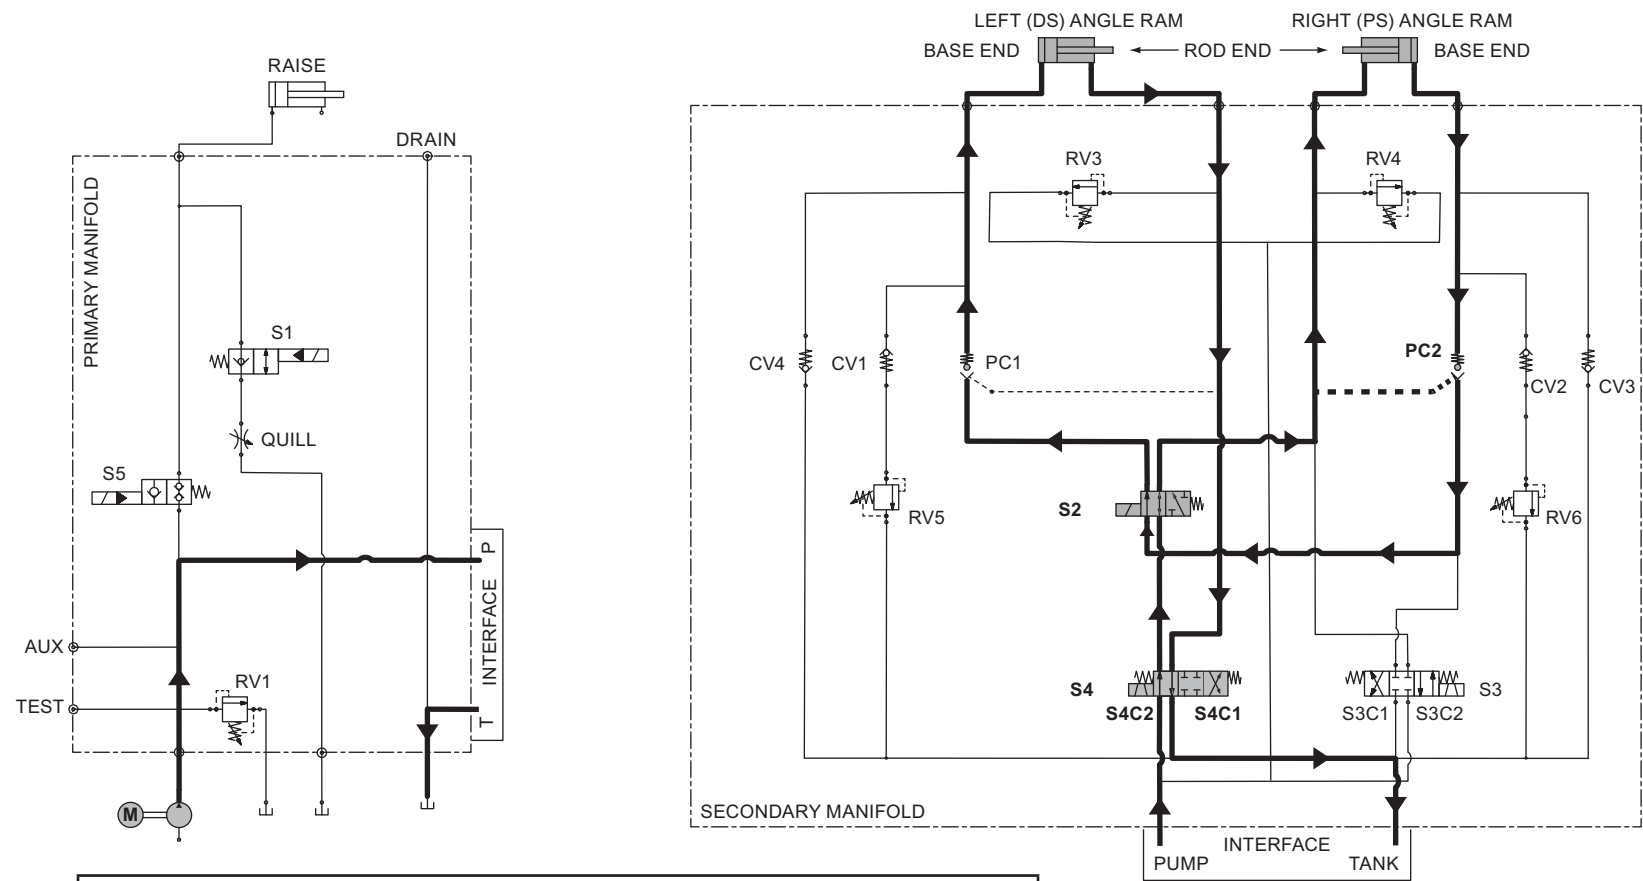 LEFT (DS) ANGLE RAM
RIGHT (PS) ANGLE RAM
BASE END
ROD END
BASE END
RAISE
DRAIN
PRIMARY MANIFOLD
RV3
RV4
S1
CV4
CV1
PC1
PC2
CV2
CV3
QUILL
S5
S2
RV5
RV6
P
INTERFACE
T
AUX
TEST
RV1
S4
S4C2
S4C1
S3
S3C1
S3C2
M
SECONDARY MANIFOLD
INTERFACE
PUMP
TANK